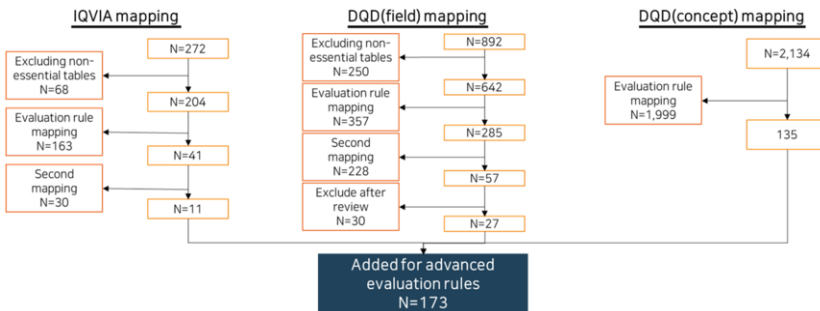 IQVIA mapping
N=272
Excluding non-
essential tables
N=68
N=204
Evaluation rule
mapping
N=163
N=41
Second
mapping
N=30
N=11
DQD(field) mapping
N=892
Excluding non-
essential tables
N=250
N=642
Evaluation rule
mapping
N=357
N=285
Second
mapping
N=228
N=57
Exclude after
review
N=30
N=27
DQD(concept) mapping
N=2,134
Evaluation rule
mapping
N=1,999
135
Added for advanced
evaluation rules
N=173